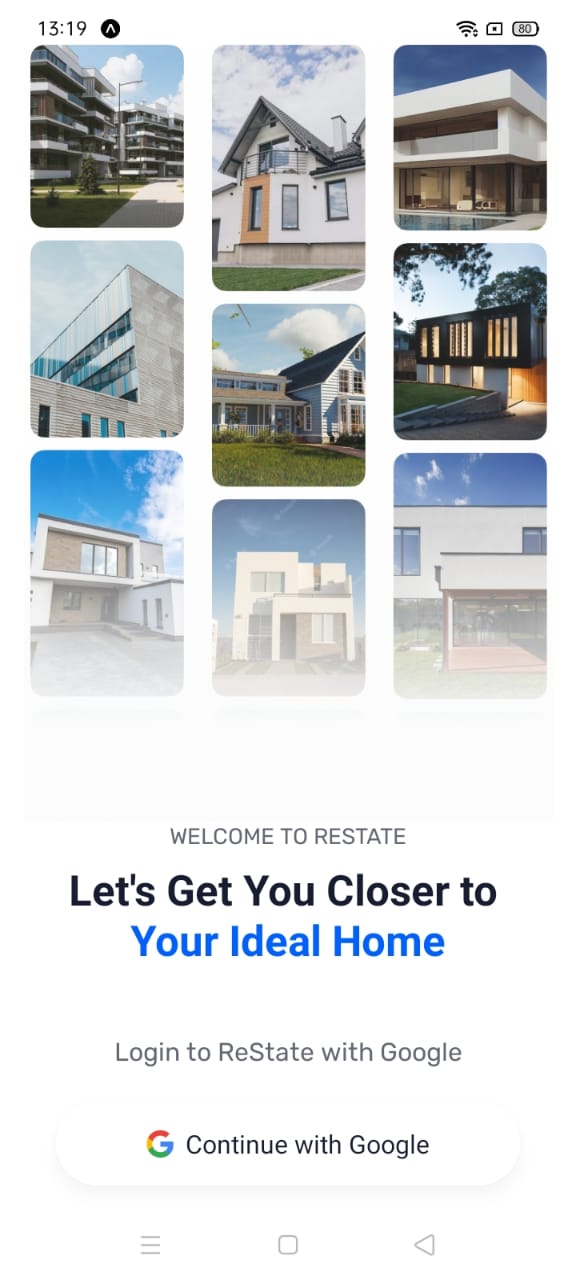 13:19
80
WELCOME TO RESTATE
Let's Get You Closer to
Your Ideal Home
Login to ReState with Google
Continue with Google